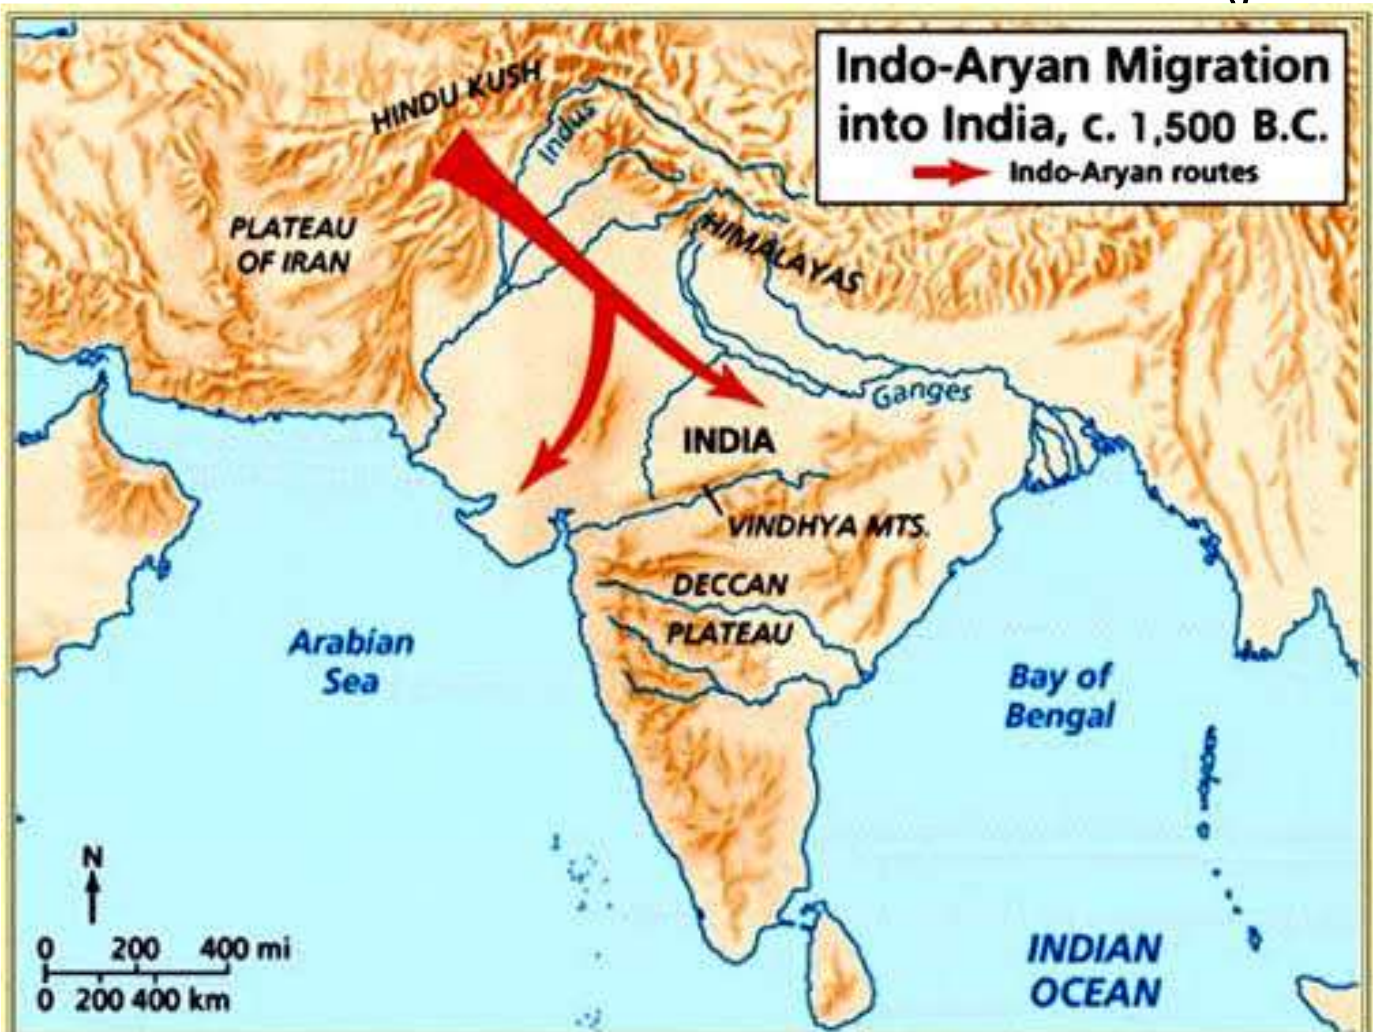 Indo-Aryan Migration
into India, c. 1,500 B.C.
Indo-Aryan routes
HINDU KUSH
Indus
PLATEAU
OF IRAN
HIMALAYAS
Ganges
INDIA
VINDHYA MTS.
DECCAN
PLATEAU
Arabian
Sea
Bay of
Bengal
N
0 200 400 mi
0 200 400 km
INDIAN
OCEAN